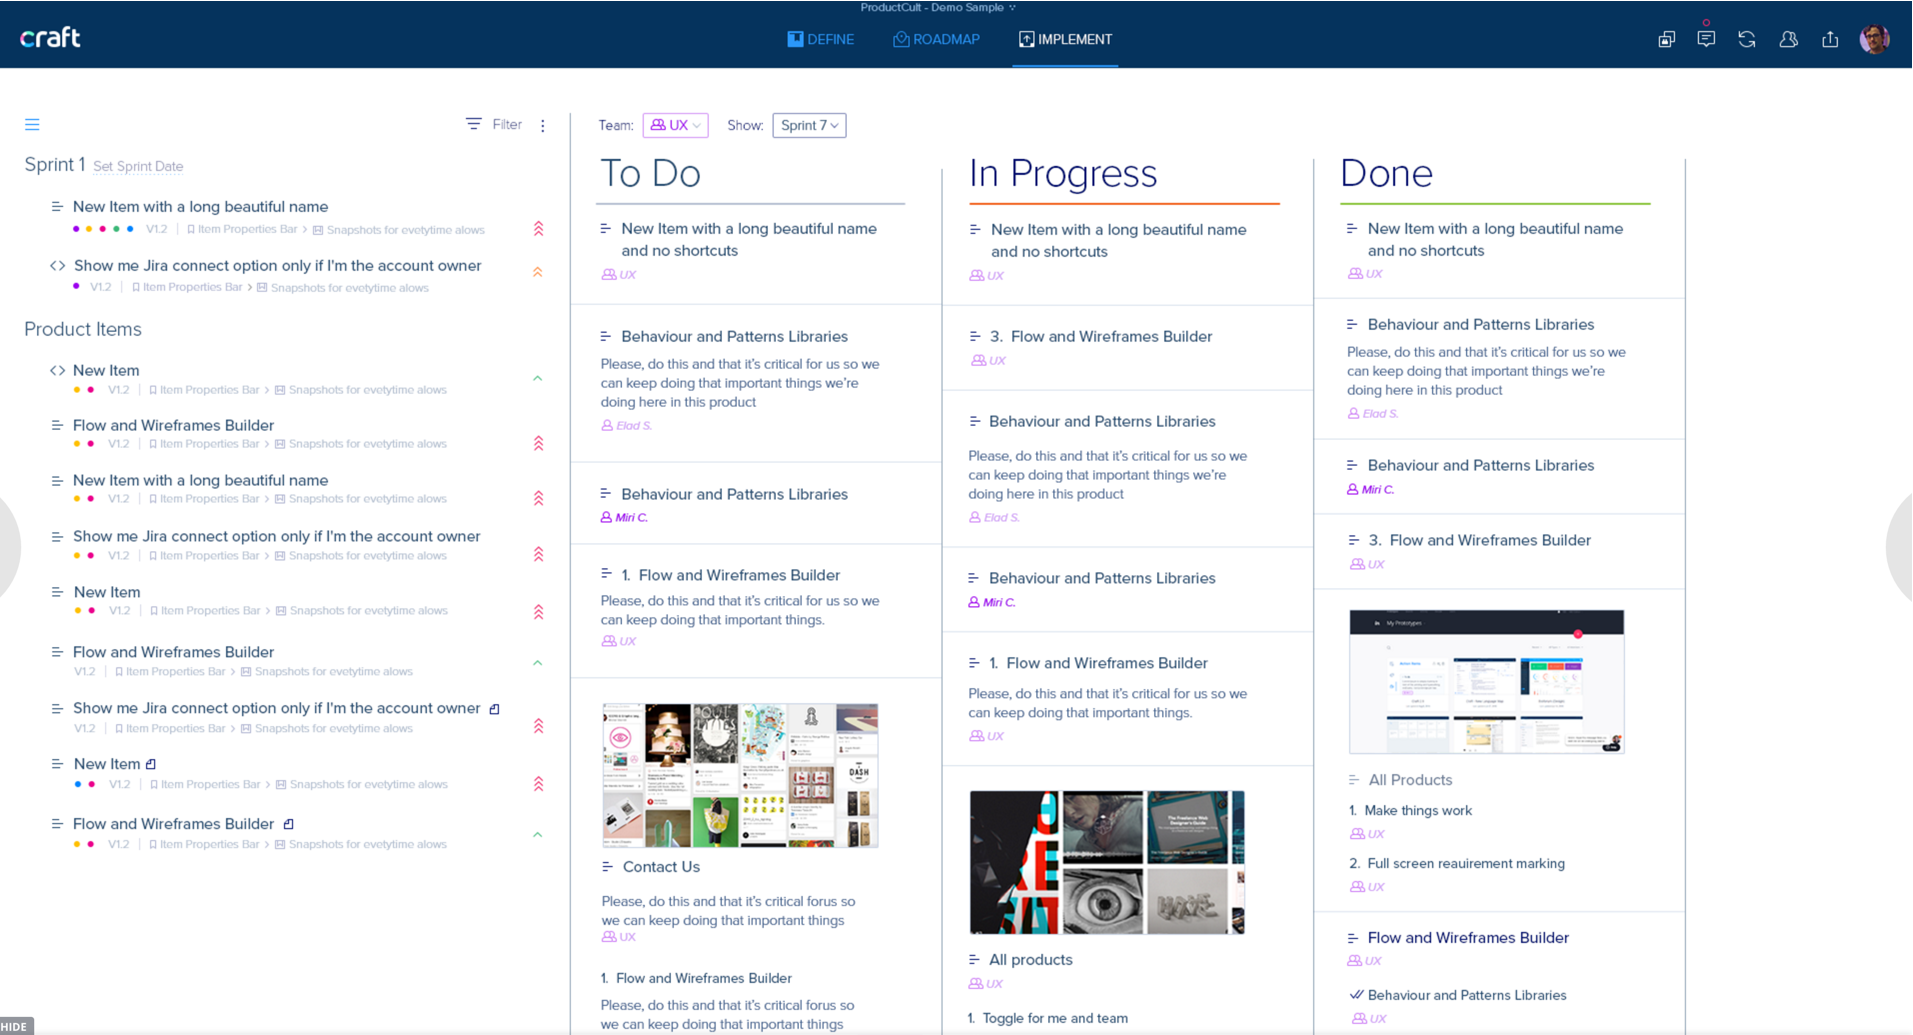 ProductCult - Demo Sample
craft
DEFINE
ROADMAP
IMPLEMENT
Filter
Sprint 1 Set Sprint Date
New Item with a long beautiful name
V1.2 Item Properties Bar > Snapshots for evetytime alows
Show me Jira connect option only if I'm the account owner
V1.2 Item Properties Bar > Snapshots for evetytime alows
Product Items
New Item
V1.2 Item Properties Bar > Snapshots for evetytime alows
Flow and Wireframes Builder
V1.2 Item Properties Bar > Snapshots for evetytime alows
New Item with a long beautiful name
V1.2 Item Properties Bar > Snapshots for evetytime alows
Show me Jira connect option only if I'm the account owner
V1.2 Item Properties Bar > Snapshots for evetytime alows
New Item
V1.2 Item Properties Bar > Snapshots for evetytime alows
Flow and Wireframes Builder
V1.2 Item Properties Bar > Snapshots for evetytime alows
Show me Jira connect option only if I'm the account owner
V1.2 Item Properties Bar > Snapshots for evetytime alows
New Item
V1.2 Item Properties Bar > Snapshots for evetytime alows
Flow and Wireframes Builder
V1.2 Item Properties Bar > Snapshots for evetytime alows
HIDE
Team: UX Show: Sprint 7
To Do
New Item with a long beautiful name
and no shortcuts
UX
Behaviour and Patterns Libraries
Please, do this and that it's critical for us so we
can keep doing that important things we're
doing here in this product
Elad S.
Behaviour and Patterns Libraries
Miri C.
1. Flow and Wireframes Builder
Please, do this and that it's critical for us so we
can keep doing that important things.
UX
DASH
Contact Us
Please, do this and that it's critical forus so
we can keep doing that important things
UX
1. Flow and Wireframes Builder
Please, do this and that it's critical forus so
we can keep doing that important things
In Progress
New Item with a long beautiful name
and no shortcuts
UX
3. Flow and Wireframes Builder
UX
Behaviour and Patterns Libraries
Please, do this and that it's critical for us so we
can keep doing that important things we're
doing here in this product
Elad S.
Behaviour and Patterns Libraries
Miri C.
1. Flow and Wireframes Builder
Please, do this and that it's critical for us so we
can keep doing that important things.
UX
The Freelance Web
Designer's Guide
All products
UX
1. Toggle for me and team
Done
New Item with a long beautiful name
and no shortcuts
UX
Behaviour and Patterns Libraries
Please, do this and that it's critical for us so we
can keep doing that important things we're
doing here in this product
Elad S.
Behaviour and Patterns Libraries
Miri C.
3. Flow and Wireframes Builder
UX
My Prototypes
All Products
1. Make things work
UX
2. Full screen reauirement marking
UX
Flow and Wireframes Builder
UX
Behaviour and Patterns Libraries
UX